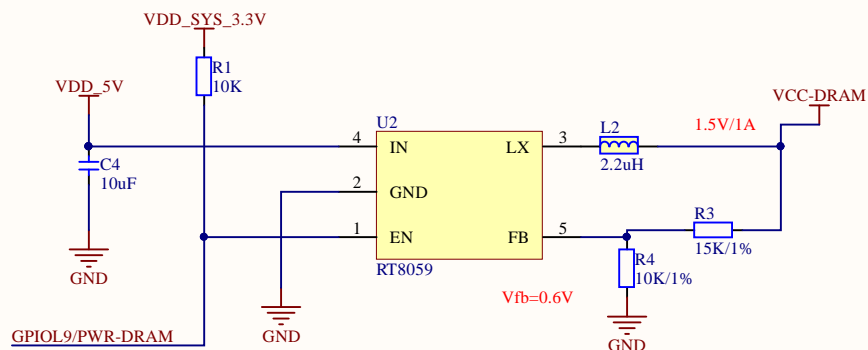 VDD_SYS_3.3V
R1
10K
VDD_5V
VCC-DRAM
U2
L2
1.5V/1A
4
IN
LX
3
2.2uH
C4
10uF
2
GND
R3
1
EN
FB
5
15K/1%
R4
10K/1%
GND
RT8059
Vfb=0.6V
GPIOL9/PWR-DRAM
GND
GND